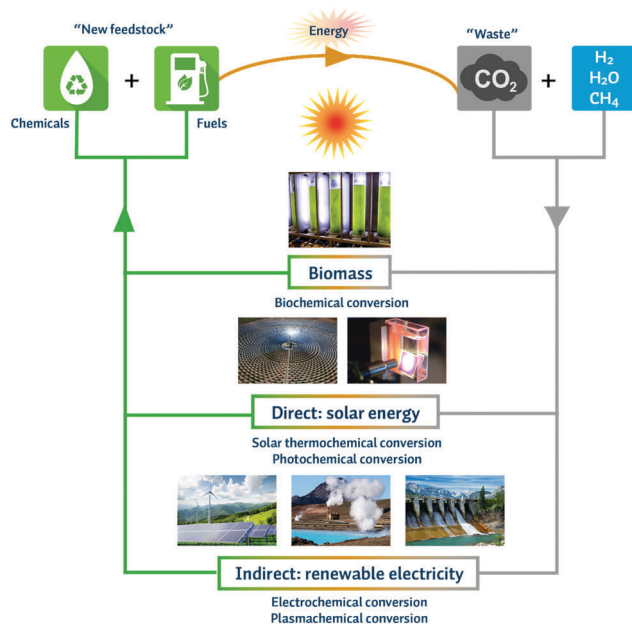 "New feedstock"
Energy
"Waste"
+
CO2
+
H2
H2O
CH4
Chemicals
Fuels
Biomass
Biochemical conversion
Direct: solar energy
Solar thermochemical conversion
Photochemical conversion
Indirect: renewable electricity
Electrochemical conversion
Plasmachemical conversion